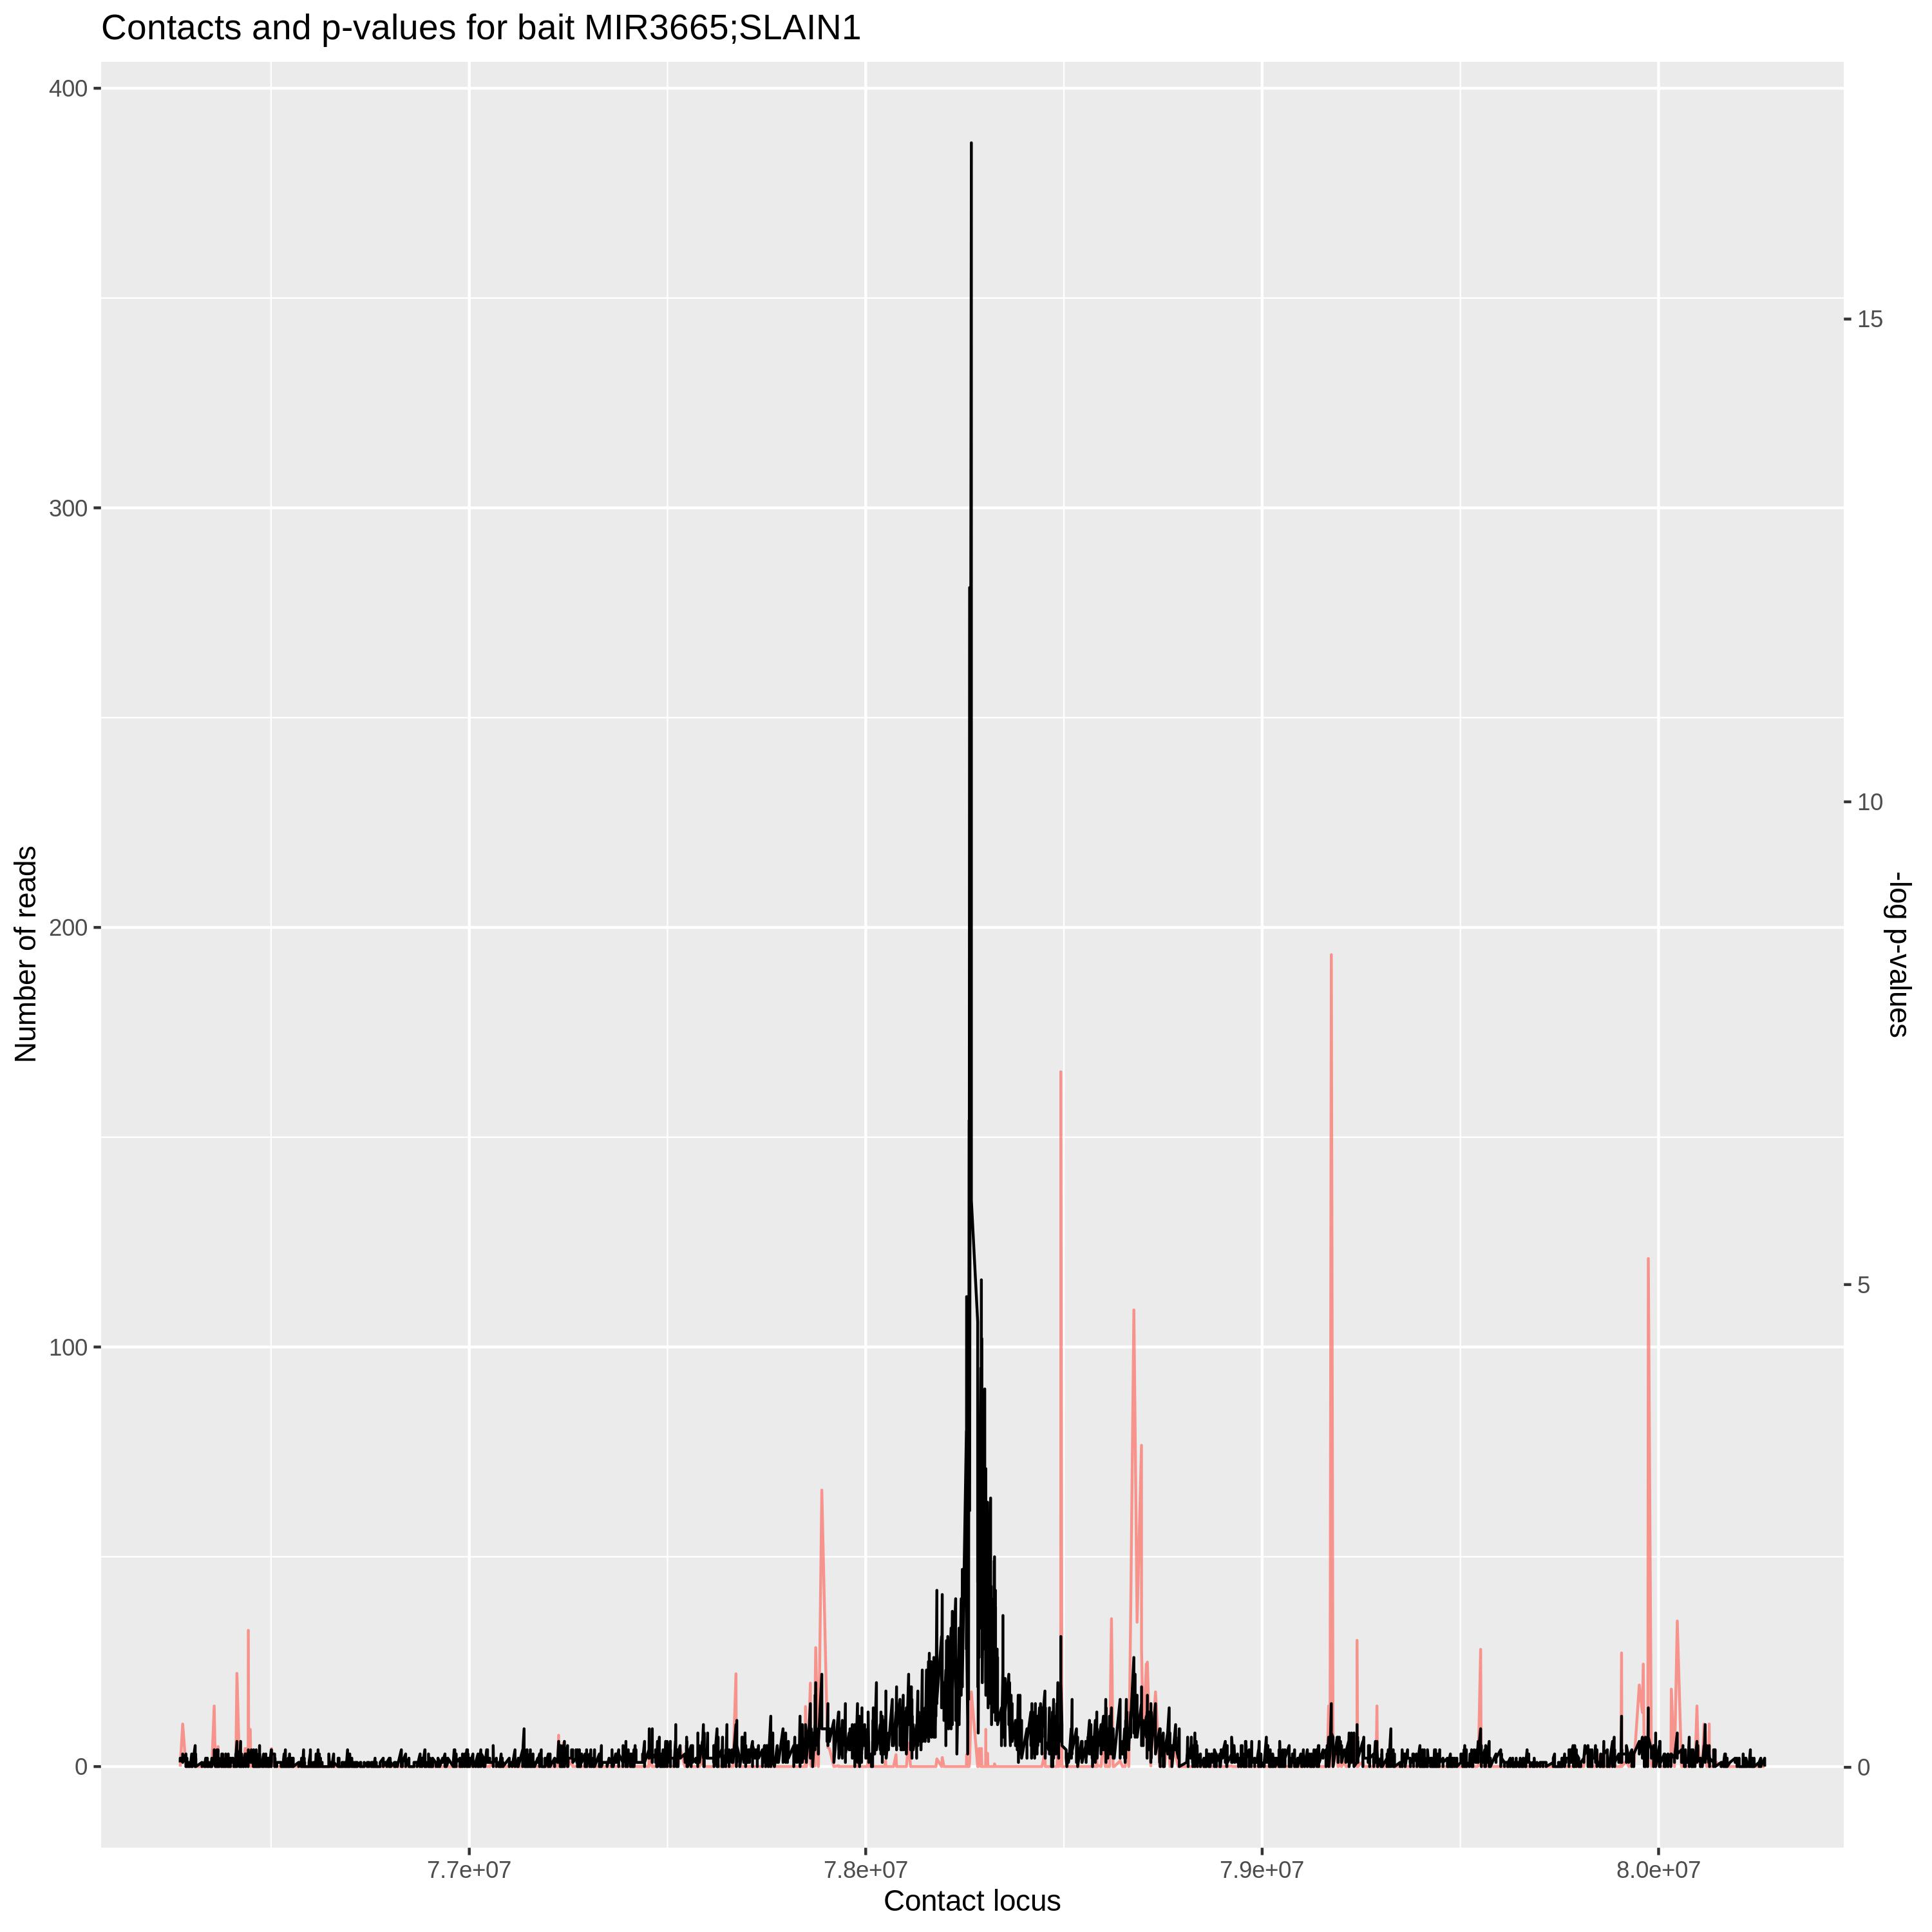 Contacts and p-values for bait MIR3665;SLAIN1
400
300
200
100
0
Number of reads
15
10
5
0
-log p-values
7.7e+07 7.8e+07 7.9e+07 8.0e+07
Contact locus